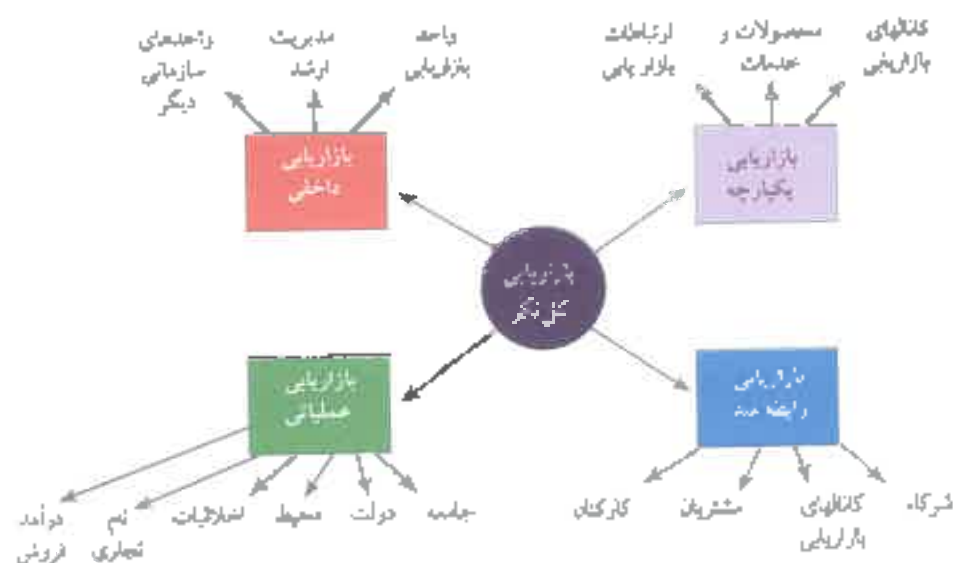 کانالهای
بازاریابی
محصولات و
خدمات
ارتباطات
بازاریابی
واحد
بازاریابی
مدیریت
ارشد
واحدهای
سازمانی
دیگر
بازاریابی
یکپارچه
بازاریابی
داخلی
بازاریابی
کل نگر
بازاریابی
رابطه مند
بازاریابی
عملیاتی
شرکاء
کانالهای
بازاریابی
مشتریان
کارکنان
جامعه
دولت
محیط
اخلاقیات
نام
تجاری
درآمد
فروش